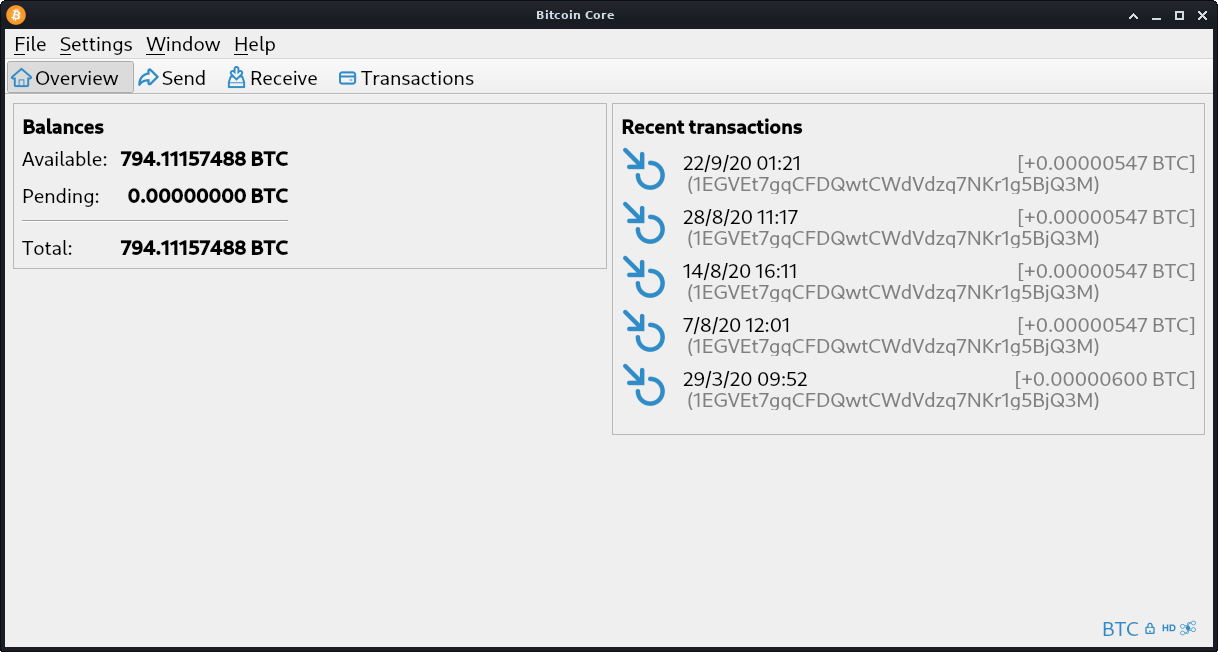 Bitcoin Core
File Settings Window Help
Overview Send Receive Transactions
Balances
Available: 794.11157488 BTC
Pending: 0.00000000 BTC
Total: 794.11157488 BTC
Recent transactions
22/9/20 01:21 [+0.00000547 BTC]
(1EGVEt7gqCFDQwtCWdVdzq7NKr1g5BjQ3M)
28/8/20 11:17 [+0.00000547 BTC]
(1EGVEt7gqCFDQwtCWdVdzq7NKr1g5BjQ3M)
14/8/20 16:11 [+0.00000547 BTC]
(1EGVEt7gqCFDQwtCWdVdzq7NKr1g5BjQ3M)
7/8/20 12:01 [+0.00000547 BTC]
(1EGVEt7gqCFDQwtCWdVdzq7NKr1g5BjQ3M)
29/3/20 09:52 [+0.00000600 BTC]
(1EGVEt7gqCFDQwtCWdVdzq7NKr1g5BjQ3M)
BTC HD